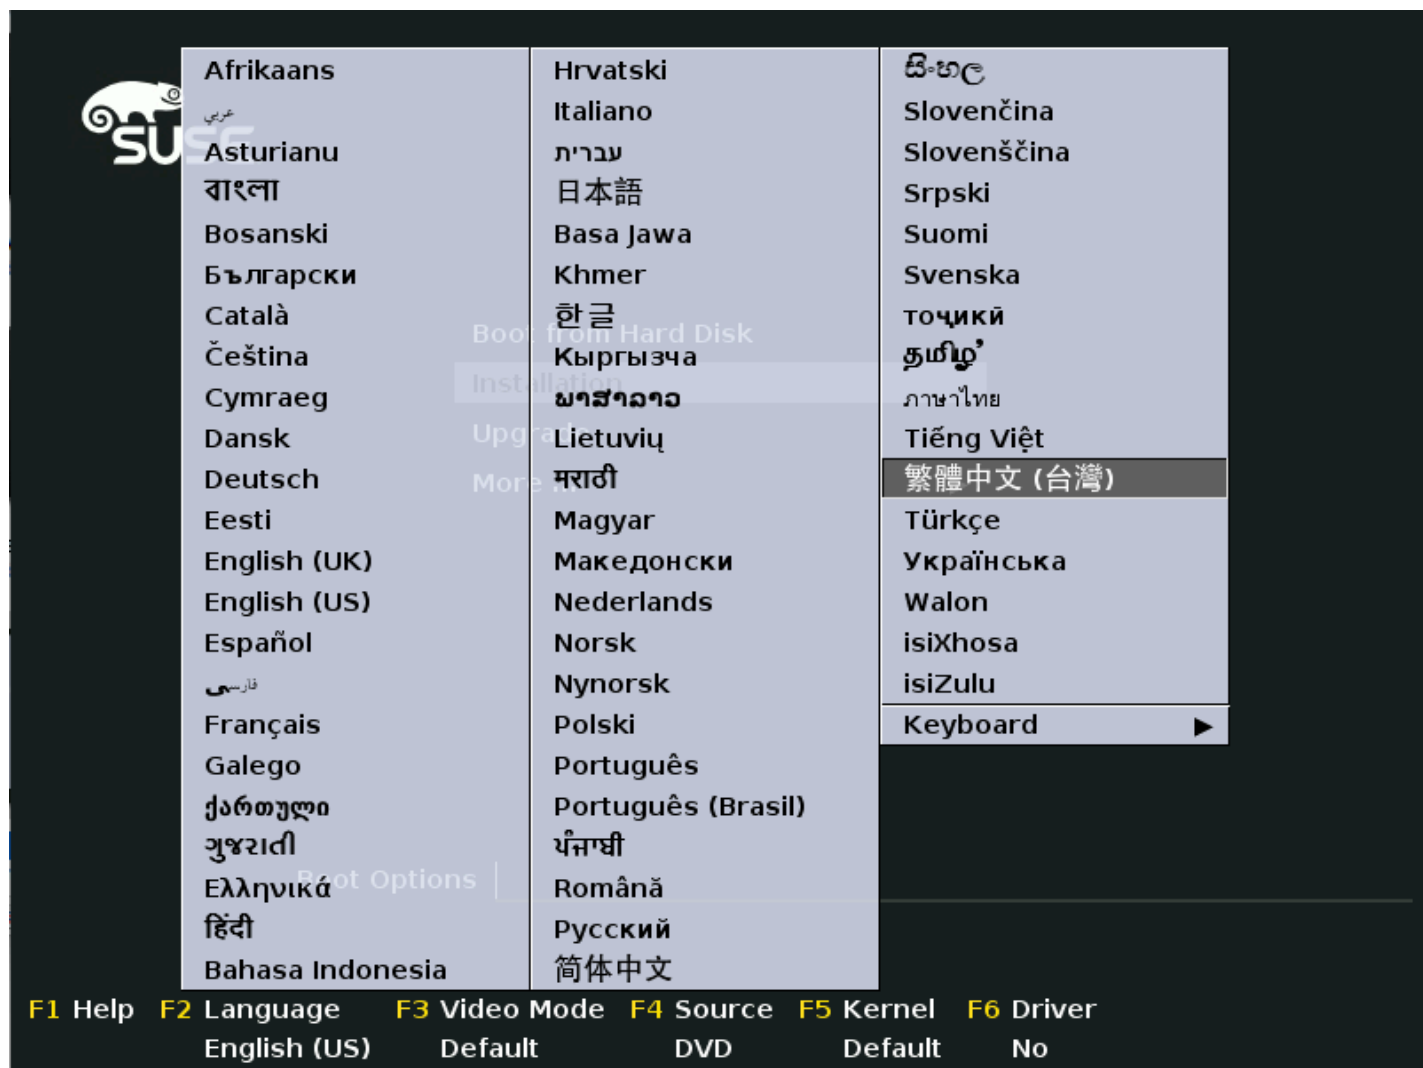 SUSE
Afrikaans
عربي
Asturianu
বাংলা
Bosanski
Български
Català
Čeština
Cymraeg
Dansk
Deutsch
Eesti
English (UK)
English (US)
Español
فارسی
Français
Galego
ქართული
ગુજરાતી
Ελληνικά
हिंदी
Bahasa Indonesia
Hrvatski
Italiano
עברית
日本語
Basa Jawa
Khmer
한글
Кыргызча
ພາສາລາວ
Lietuvių
मराठी
Magyar
Македонски
Nederlands
Norsk
Nynorsk
Polski
Português
Português (Brasil)
ਪੰਜਾਬੀ
Română
Русский
简体中文
සිංහල
Slovenčina
Slovenščina
Srpski
Suomi
Svenska
тоҷикӣ
தமிழ்
ภาษาไทย
Tiếng Việt
繁體中文 (台灣)
Türkçe
Українська
Walon
isiXhosa
isiZulu
Keyboard
Boot from Hard Disk
Installation
Upgrade
More ...
Boot Options
F1 Help F2 Language F3 Video Mode F4 Source F5 Kernel F6 Driver
English (US) Default DVD Default No